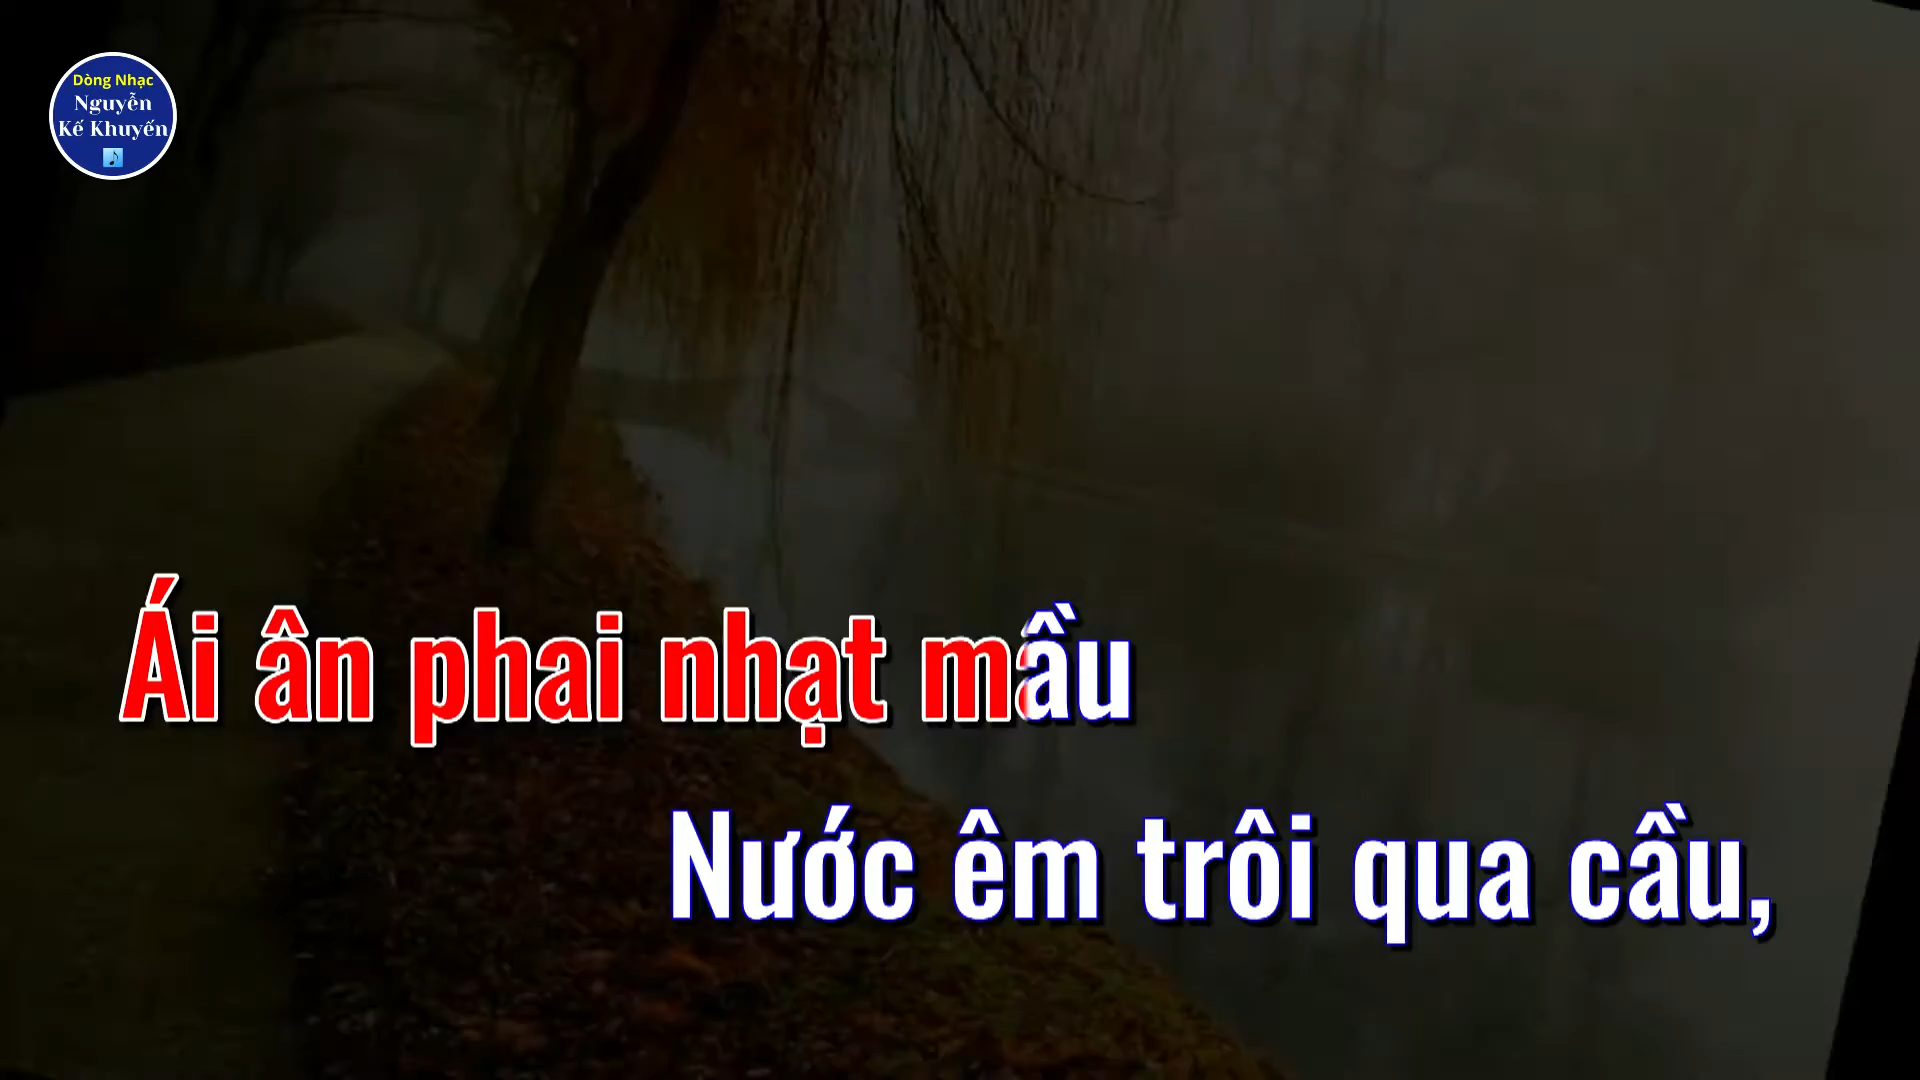 Dòng Nhạc
Nguyễn
Kế Khuyến
Ái ân phai nhạt mầu
Nước êm trôi qua cầu,